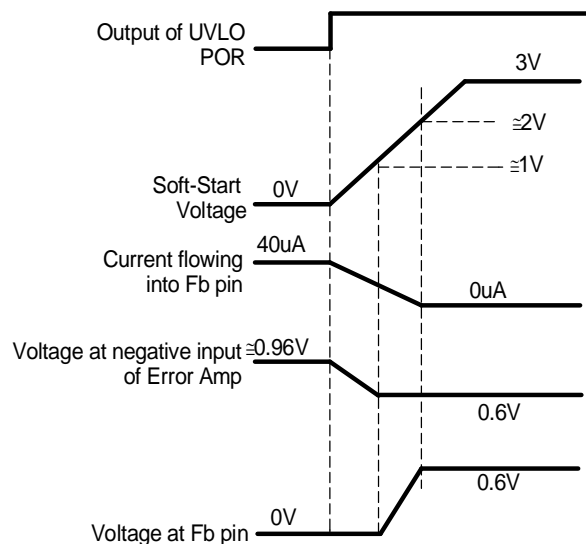 Output of UVLO
POR
3V
≅2V
≅1V
Soft-Start
Voltage
0V
Current flowing
into Fb pin
40uA
0uA
Voltage at negative input
of Error Amp
≅0.96V
0.6V
Voltage at Fb pin
0V
0.6V